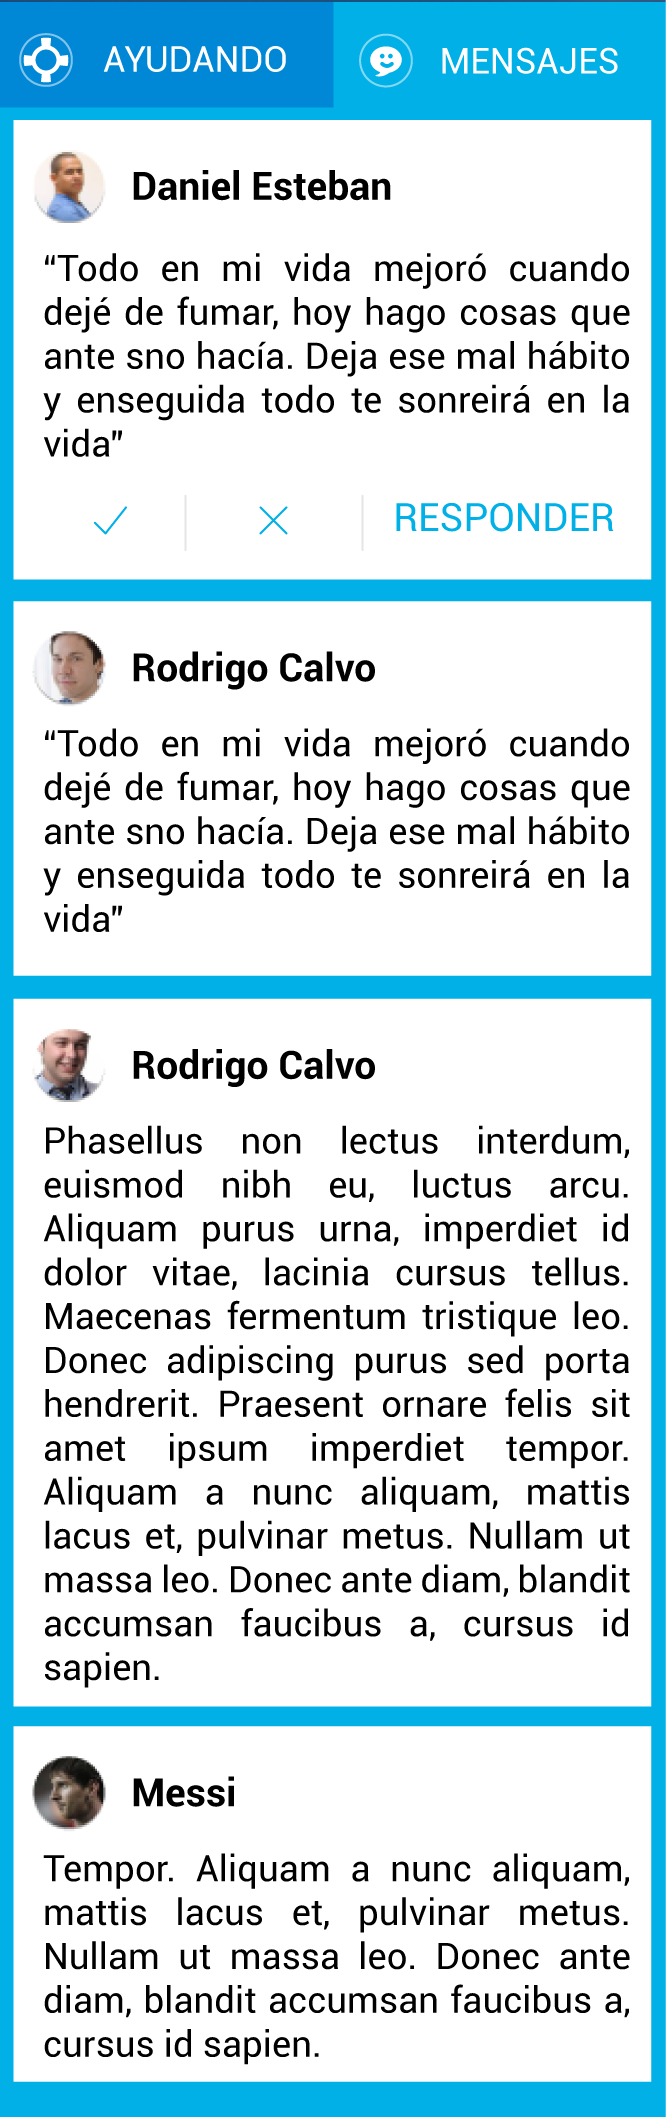 AYUDANDO
MENSAJES
Daniel Esteban
“Todo en mi vida mejoró cuando
dejé de fumar, hoy hago cosas que
ante sno hacía. Deja ese mal hábito
y enseguida todo te sonreirá en la
vida"
RESPONDER
Rodrigo Calvo
“Todo en mi vida mejoró cuando
dejé de fumar, hoy hago cosas que
ante sno hacía. Deja ese mal hábito
y enseguida todo te sonreirá en la
vida"
Rodrigo Calvo
Phasellus non lectus interdum,
euismod nibh eu, luctus arcu.
Aliquam purus urna, imperdiet id
dolor vitae, lacinia cursus tellus.
Maecenas fermentum tristique leo.
Donec adipiscing purus sed porta
hendrerit. Praesent ornare felis sit
amet ipsum imperdiet tempor.
Aliquam a nunc aliquam, mattis
lacus et, pulvinar metus. Nullam ut
massa leo. Donec ante diam, blandit
accumsan faucibus a, cursus id
sapien.
Messi
Tempor. Aliquam a nunc aliquam,
mattis lacus et, pulvinar metus.
Nullam ut massa leo. Donec ante
diam, blandit accumsan faucibus a,
cursus id sapien.